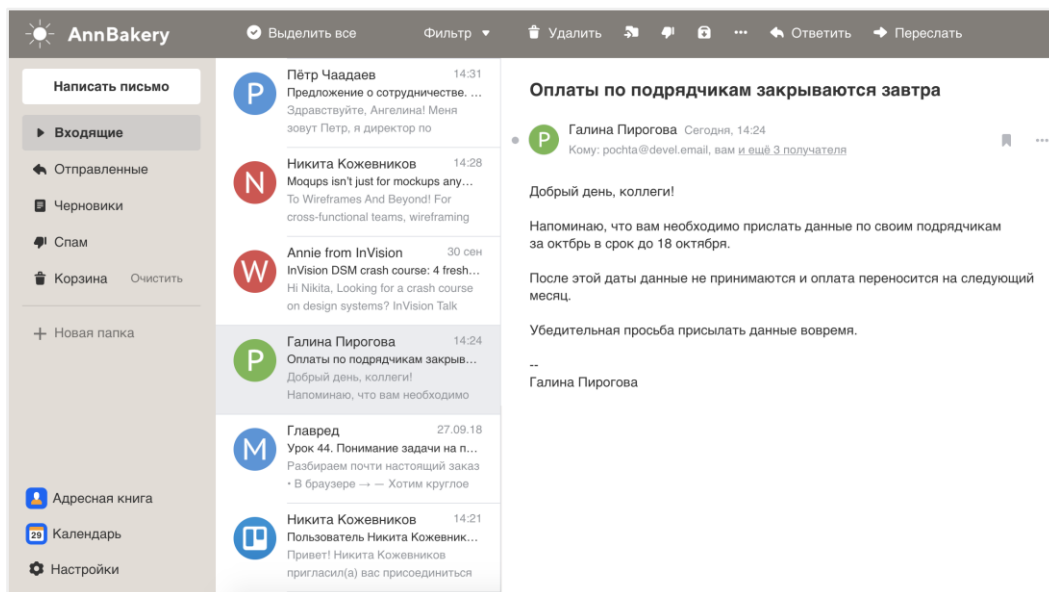 AnnBakery
Выделить все
Фильтр
Удалить
Ответить
Переслать
Написать письмо
Входящие
Отправленные
Черновики
Спам
Корзина Очистить
Новая папка
Адресная книга
29 Календарь
Настройки
P Пётр Чаадаев 14:31
Предложение о сотрудничестве. ...
Здравствуйте, Ангелина! Меня
зовут Петр, я директор по
N Никита Кожевников 14:28
Moqups isn't just for mockups any...
To Wireframes And Beyond! For
cross-functional teams, wireframing
W Annie from InVision 30 сен
InVision DSM crash course: 4 fresh...
Hi Nikita, Looking for a crash course
on design systems? InVision Talk
P Галина Пирогова 14:24
Оплаты по подрядчикам закрыв...
Добрый день, коллеги!
Напоминаю, что вам необходимо
M Главред 27.09.18
Урок 44. Понимание задачи на п...
Разбираем почти настоящий заказ
• В браузере → — Хотим круглое
Никита Кожевников 14:21
Пользователь Никита Кожевник...
Привет! Никита Кожевников
пригласил(а) вас присоединиться
Оплаты по подрядчикам закрываются завтра
P Галина Пирогова Сегодня, 14:24
Кому: pochta@devel.email, вам и ещё 3 получателя
Добрый день, коллеги!
Напоминаю, что вам необходимо прислать данные по своим подрядчикам
за октбрь в срок до 18 октября.
После этой даты данные не принимаются и оплата переносится на следующий
месяц.
Убедительная просьба присылать данные вовремя.
--
Галина Пирогова